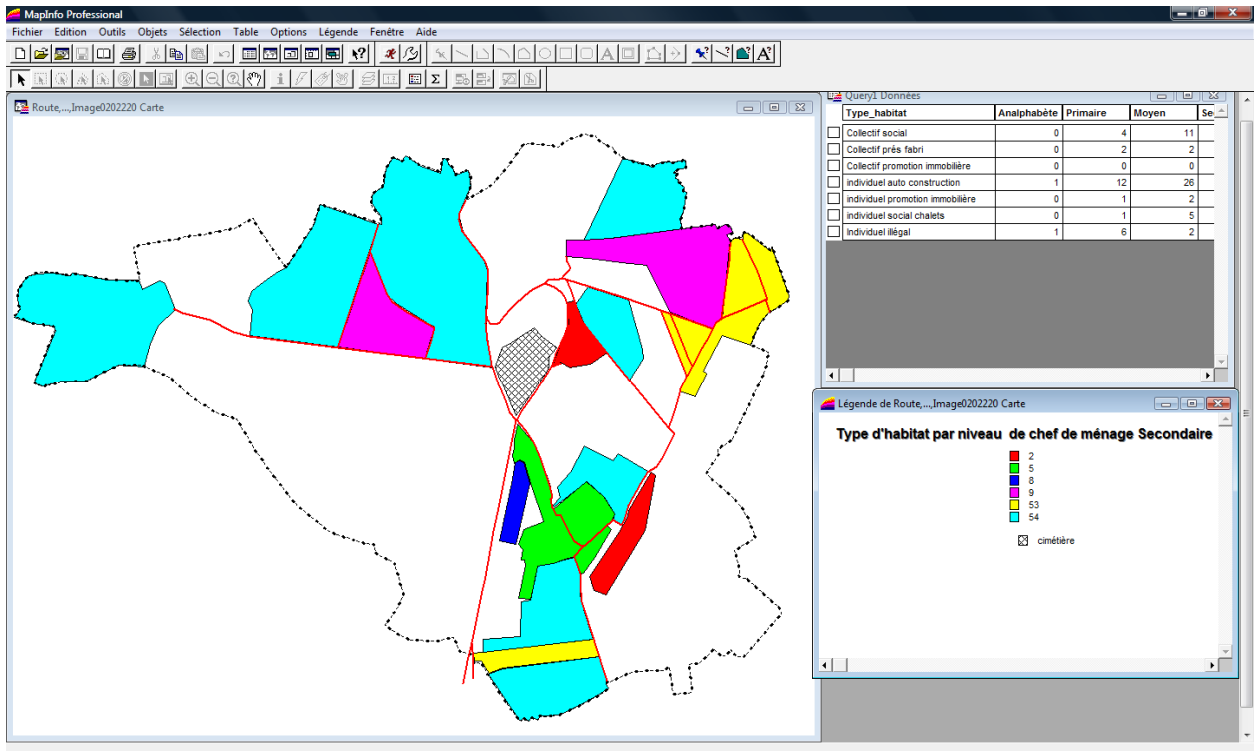 MapInfo Professional
Fichier Edition Outils Objets Sélection Table Options Légende Fenêtre Aide
Route,...,Image0202220 Carte
Query1 Données
Type_habitat Analphabète Primaire Moyen Se
Collectif social 0 4 11
Collectif prés fabri 0 2 2
Collectif promotion immobilière 0 0 0
individuel auto construction 1 12 26
individuel promotion immobilière 0 1 2
individuel social chalets 0 1 5
Individuel illégal 1 6 2
Légende de Route,...,Image0202220 Carte
Type d'habitat par niveau de chef de ménage Secondaire
2
5
8
9
53
54
cimétière